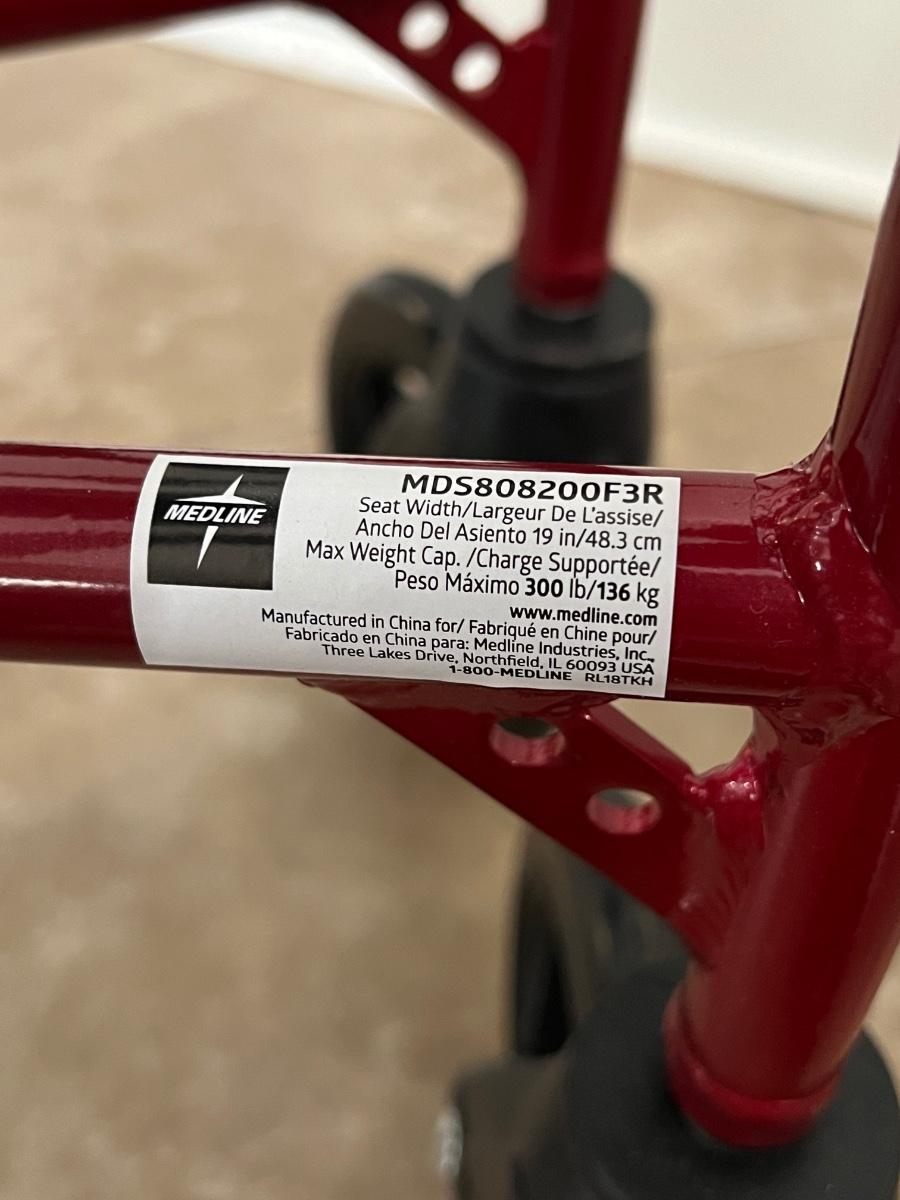 MEDLINE
MDS808200F3R
Seat Width/Largeur De L'assise/
Ancho Del Asiento 19 in/48.3 cm
Max Weight Cap. /Charge Supportée/
Peso Máximo 300 lb/136 kg
www.medline.com
Manufactured in China for/ Fabriqué en Chine pour/
Fabricado en China para: Medline Industries, Inc.,
Three Lakes Drive, Northfield, IL 60093 USA
1-800-MEDLINE RL18TKH